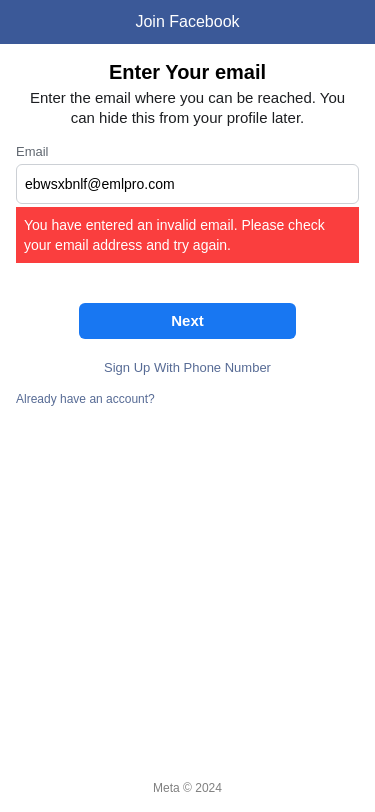 Join Facebook
Enter Your email
Enter the email where you can be reached. You
can hide this from your profile later.
Email
ebwsxbnlf@emlpro.com
You have entered an invalid email. Please check
your email address and try again.
Next
Sign Up With Phone Number
Already have an account?
Meta © 2024